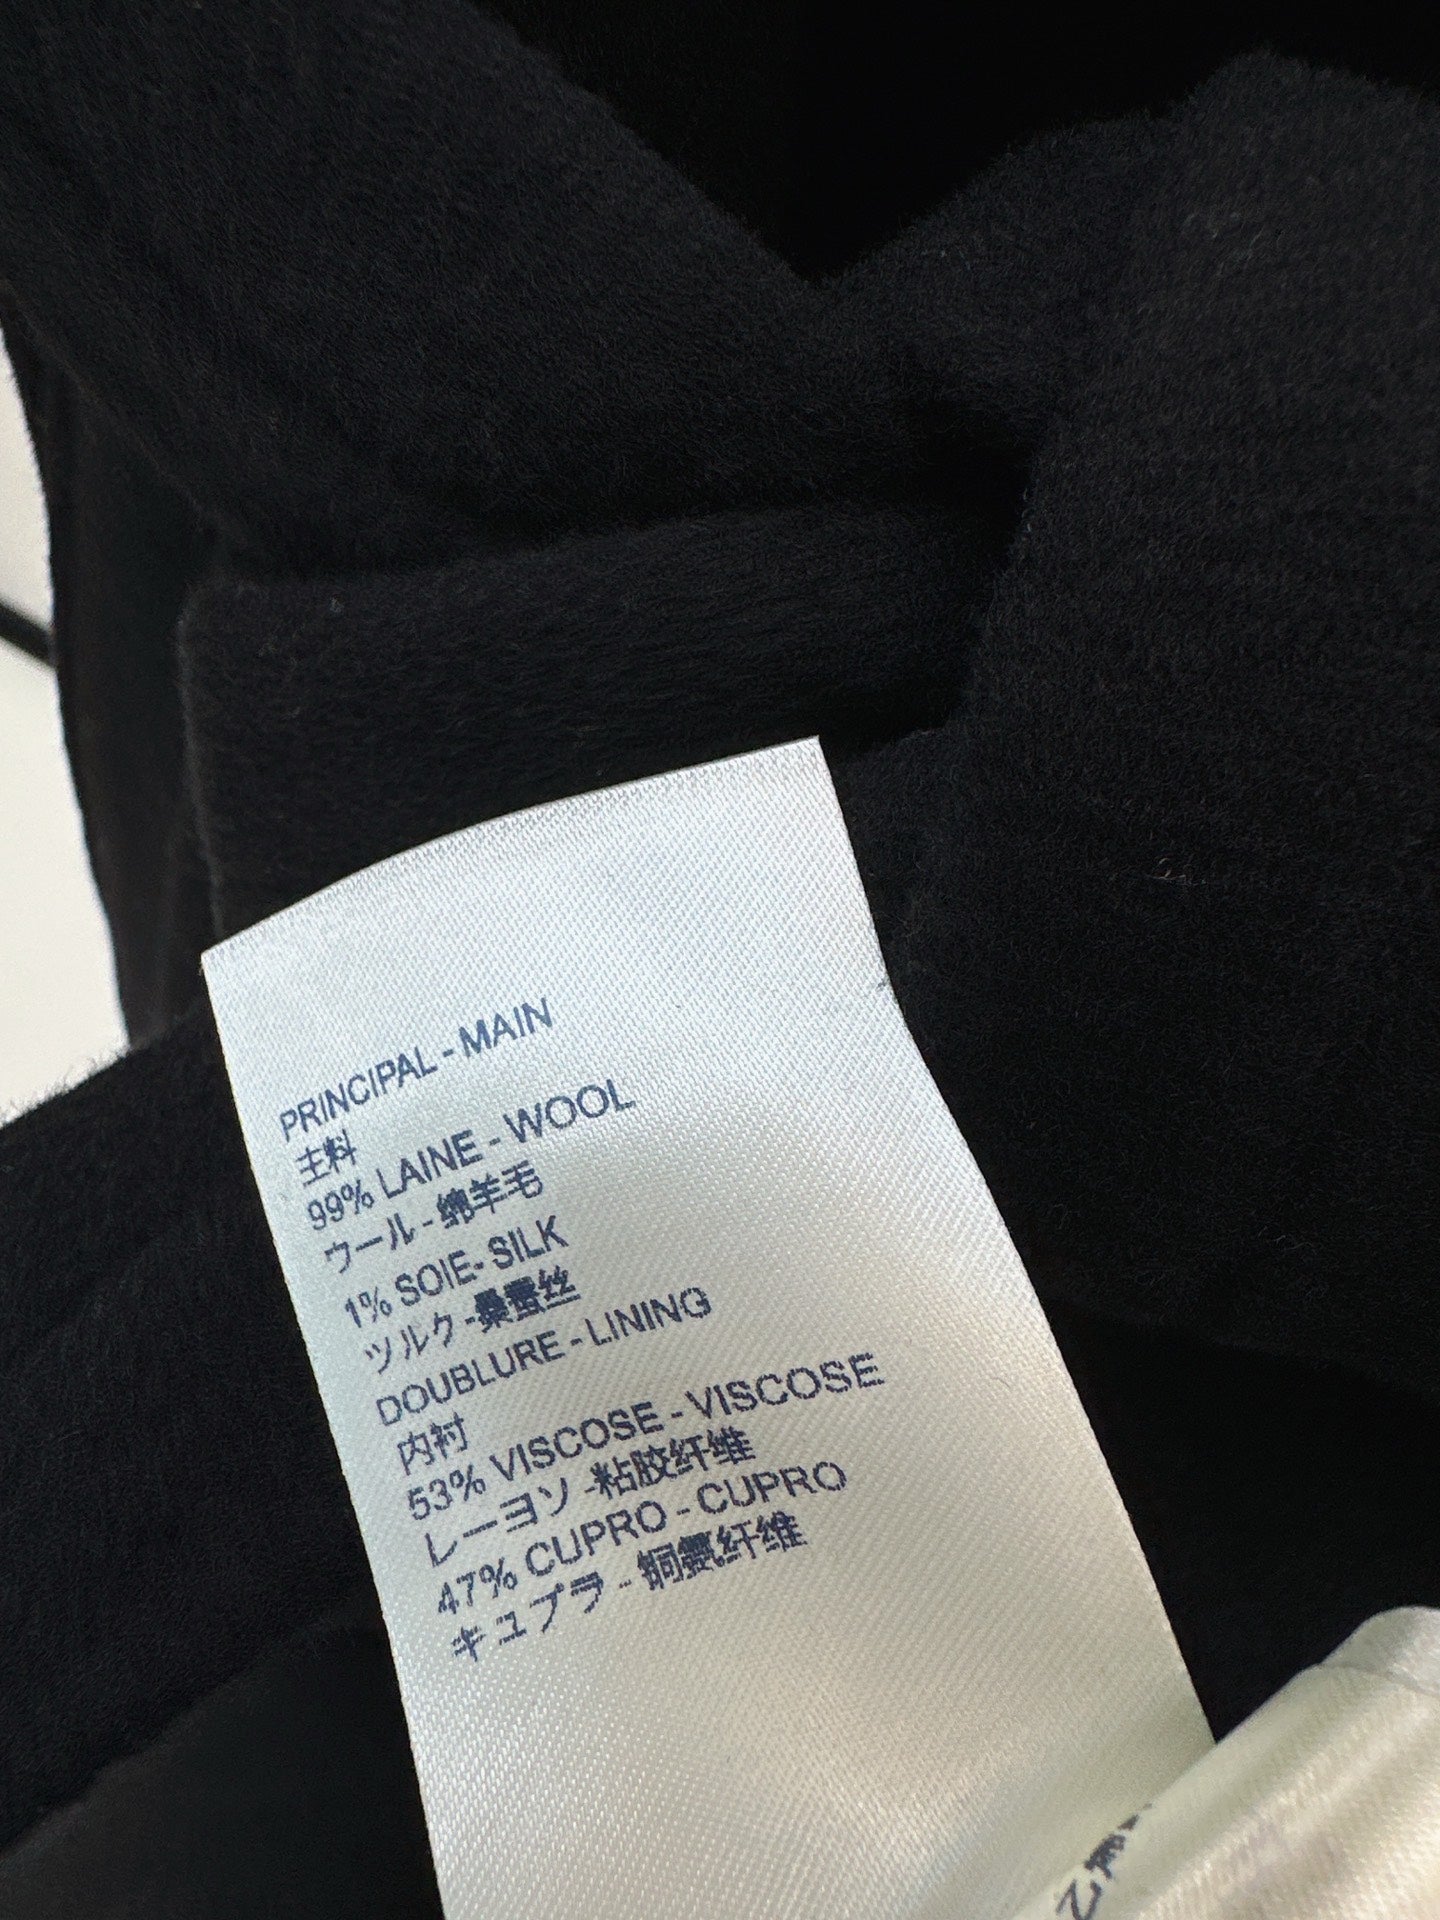 PRINCIPAL - MAIN
主料
99% LAINE - WOOL
ウール - 绵羊毛
1% SOIE- SILK
ツルク -桑蚕丝
DOUBLURE - LINING
内衬
53% VISCOSE - VISCOSE
レーヨソ -粘胶纤维
47% CUPRO - CUPRO
キュプラ - 铜氨纤维